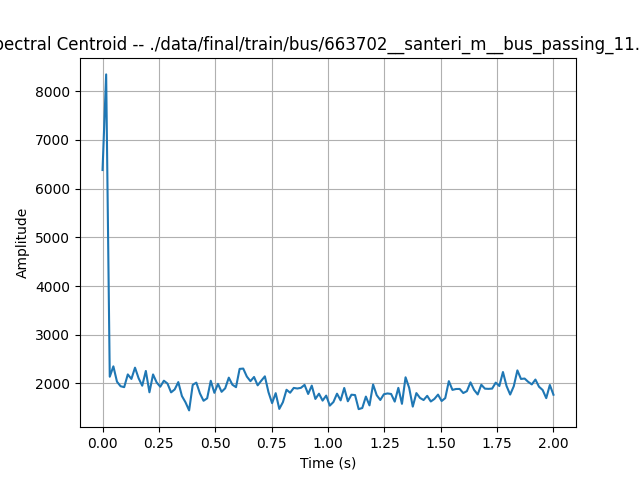 pectral Centroid -- ./data/final/train/bus/663702__santeri_m__bus_passing_11.
8000
7000
6000
5000
4000
3000
2000
Amplitude
0.00 0.25 0.50 0.75 1.00 1.25 1.50 1.75 2.00
Time (s)